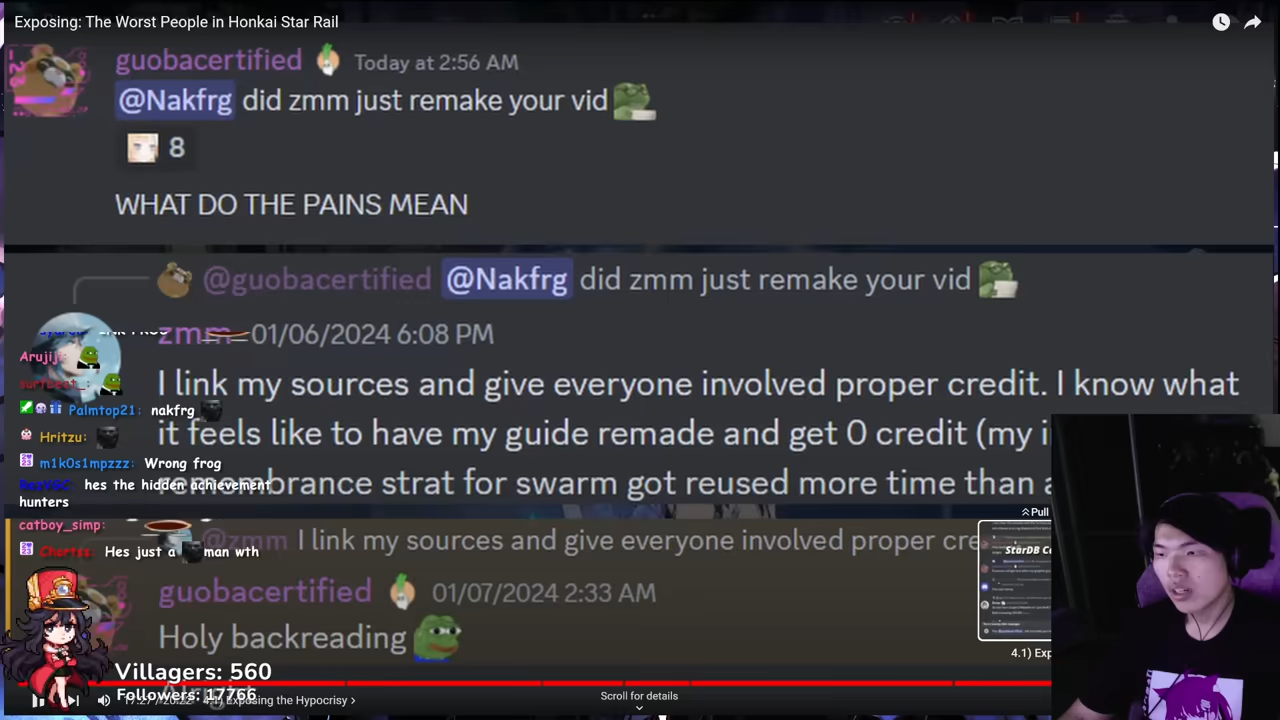 Exposing: The Worst People in Honkai Star Rail
guobacertified Today at 2:56 AM
@Nakfrg did zmm just remake your vid
8
WHAT DO THE PAINS MEAN
@guobacertified @Nakfrg did zmm just remake your vid
zmm 01/06/2024 6:08 PM
Arujiji:
I link my sources and give everyone involved proper credit. I know what
Palmtop21: nakfrg
it feels like to have my guide remade and get 0 credit (my i
Hritzu:
m1k0s1mpzzz: Wrong frog
hes the hidden achievement
hunters
strat for swarm got reused more time than a
Pull
catboy_simp:
@zmm I link my sources and give everyone involved proper cre
StarDB
Chortss: Hes just a man wth
guobacertified 01/07/2024 2:33 AM
Holy backreading
4.1) Exp
Villagers: 560
Followers: 17766
4.1) Exposing the Hypocrisy
Scroll for details